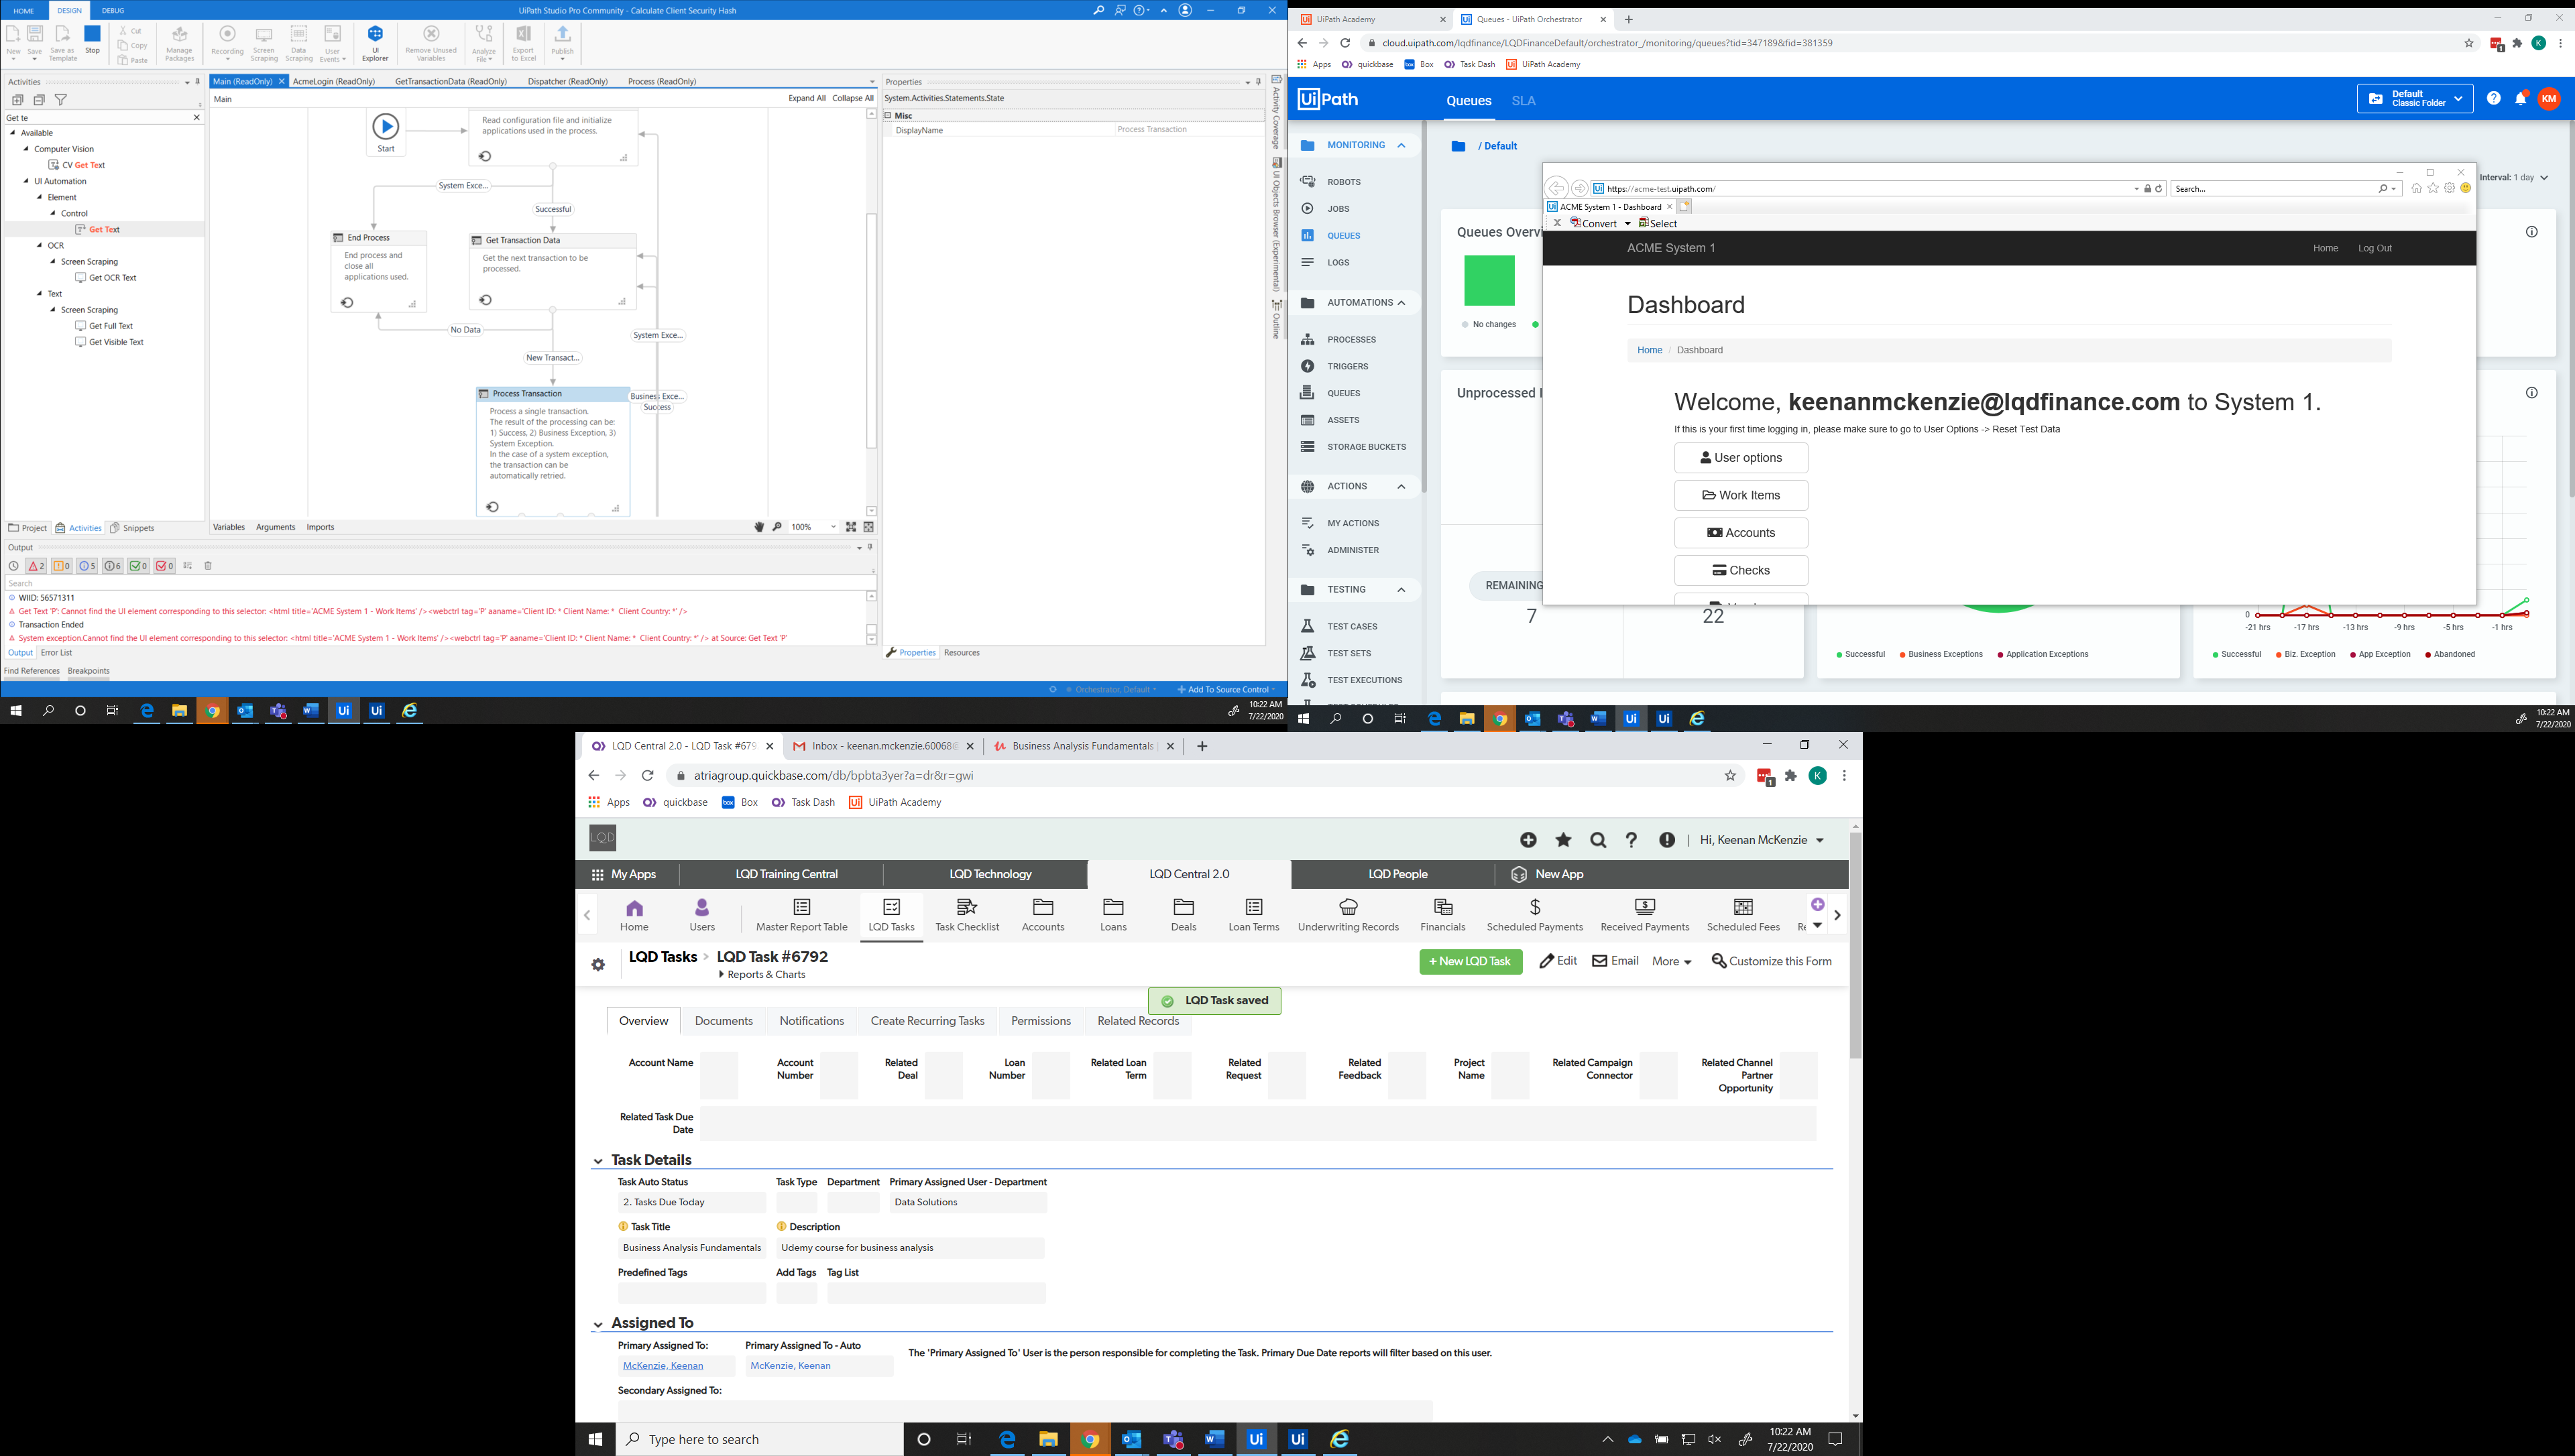 HOME DESIGN DEBUG UiPath Studio Pro Community - Calculate Client Security Hash
New Save Save as Template Stop Cut Copy Paste Manage Packages Recording Screen Scraping Data Scraping User Events UI Explorer Remove Unused Variables Analyze File Export to Excel Publish
Activities
Get te
Available
Computer Vision
CV Get Text
UI Automation
Element
Control
Get Text
OCR
Screen Scraping
Get OCR Text
Text
Screen Scraping
Get Full Text
Get Visible Text
Project Activities Snippets
Main (ReadOnly) AcmeLogin (ReadOnly) GetTransactionData (ReadOnly) Dispatcher (ReadOnly) Process (ReadOnly)
Main Expand All Collapse All
Start
Read configuration file and initialize
applications used in the process.
System Exce...
Successful
End Process
End process and
close all
applications used.
Get Transaction Data
Get the next transaction to be
processed.
No Data
System Exce...
New Transact...
Process Transaction
Business Exce...
Success
Process a single transaction.
The result of the processing can be:
1) Success, 2) Business Exception, 3)
System Exception.
In the case of a system exception,
the transaction can be
automatically retried.
Variables Arguments Imports 100%
Properties
System.Activities.Statements.State
Misc
DisplayName Process Transaction
Activity Coverage
UI Objects Browser (Experimental)
Outline
Properties Resources
Output
2 0 5 6 0 0
Search
WIID: 56571311
Get Text 'P': Cannot find the UI element corresponding to this selector: <html title='ACME System 1 - Work Items' /><webctrl tag='P' aaname='Client ID: * Client Name: * Client Country: *' />
Transaction Ended
System exception.Cannot find the UI element corresponding to this selector: <html title='ACME System 1 - Work Items' /><webctrl tag='P' aaname='Client ID: * Client Name: * Client Country: *' /> at Source: Get Text 'P'
Output Error List
Find References Breakpoints
Orchestrator, Default Add To Source Control
10:22 AM
7/22/2020
UiPath Academy Queues - UiPath Orchestrator
cloud.uipath.com/lqdfinance/LQDFinanceDefault/orchestrator_/monitoring/queues?tid=347189&fid=381359
Apps quickbase Box Task Dash UiPath Academy
UiPath Queues SLA Default Classic Folder KM
MONITORING
ROBOTS
JOBS
QUEUES
LOGS
AUTOMATIONS
PROCESSES
TRIGGERS
QUEUES
ASSETS
STORAGE BUCKETS
ACTIONS
MY ACTIONS
ADMINISTER
TESTING
TEST CASES
TEST SETS
TEST EXECUTIONS
/ Default
Interval: 1 day
No changes
REMAINING
7 22
https://acme-test.uipath.com/ Search...
ACME System 1 - Dashboard
Convert Select
ACME System 1 Home Log Out
Dashboard
Home / Dashboard
Welcome, keenanmckenzie@lqdfinance.com to System 1.
If this is your first time logging in, please make sure to go to User Options -> Reset Test Data
User options
Work Items
Accounts
Checks
0
-21 hrs -17 hrs -13 hrs -9 hrs -5 hrs -1 hrs
Successful Business Exceptions Application Exceptions
Successful Biz. Exception App Exception Abandoned
10:22 AM
7/22/2020
LQD Central 2.0 - LQD Task #679 Inbox - keenan.mckenzie.60068@ Business Analysis Fundamentals
atriagroup.quickbase.com/db/bpbta3yer?a=dr&r=gwi
Apps quickbase Box Task Dash UiPath Academy
LQD Hi, Keenan McKenzie
My Apps LQD Training Central LQD Technology LQD Central 2.0 LQD People New App
Home Users Master Report Table LQD Tasks Task Checklist Accounts Loans Deals Loan Terms Underwriting Records Financials Scheduled Payments Received Payments Scheduled Fees
LQD Tasks > LQD Task #6792
Reports & Charts
+ New LQD Task Edit Email More Customize this Form
LQD Task saved
Overview Documents Notifications Create Recurring Tasks Permissions Related Records
Account Name Account Number Related Deal Loan Number Related Loan Term Related Request Related Feedback Project Name Related Campaign Connector Related Channel Partner Opportunity
Related Task Due Date
Task Details
Task Auto Status Task Type Department Primary Assigned User - Department
2. Tasks Due Today Data Solutions
Task Title Description
Business Analysis Fundamentals Udemy course for business analysis
Predefined Tags Add Tags Tag List
Assigned To
Primary Assigned To: Primary Assigned To - Auto
McKenzie, Keenan McKenzie, Keenan
The 'Primary Assigned To' User is the person responsible for completing the Task. Primary Due Date reports will filter based on this user.
Secondary Assigned To:
Type here to search
10:22 AM
7/22/2020